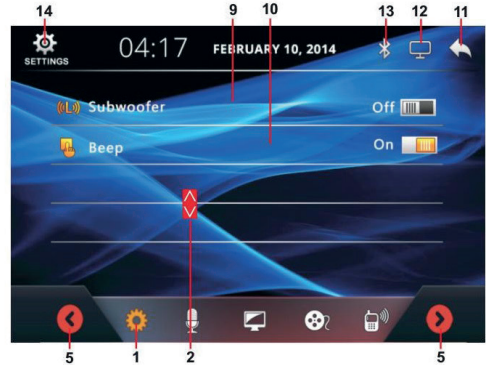 14 9 10 13 12 11
04:17 FEBRUARY 10, 2014
SETTINGS
(L) Subwoofer Off
Beep On
5 1 2 5